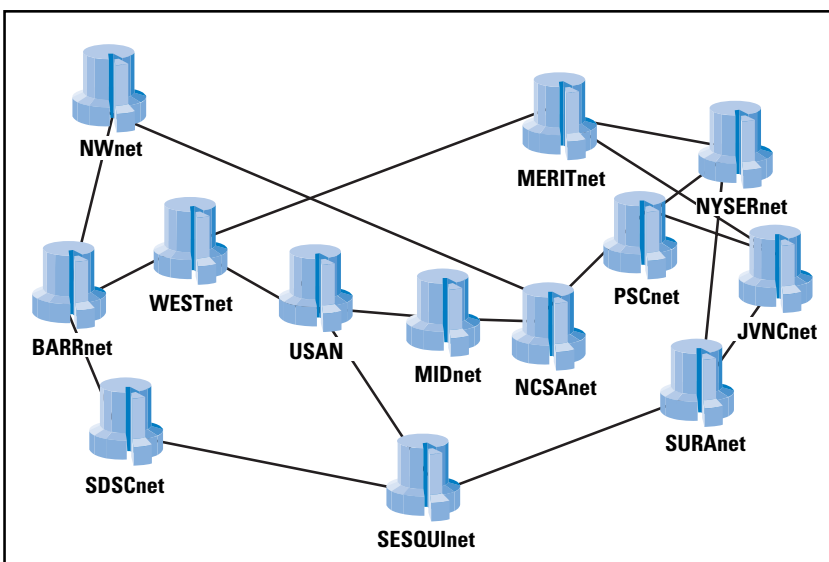 NWnet
MERITnet
NYSERnet
WESTnet
PSCnet
BARRnet
USAN
MIDnet
NCSAnet
JVNCnet
SURAnet
SDSCnet
SESQUInet